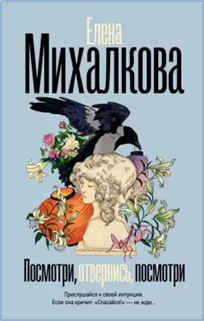 Елена
Михалкова
Посмотри, отвернись, посмотри
Прислушайся к своей интуиции.
Если она кричит: «Спасайся!» — не жди...